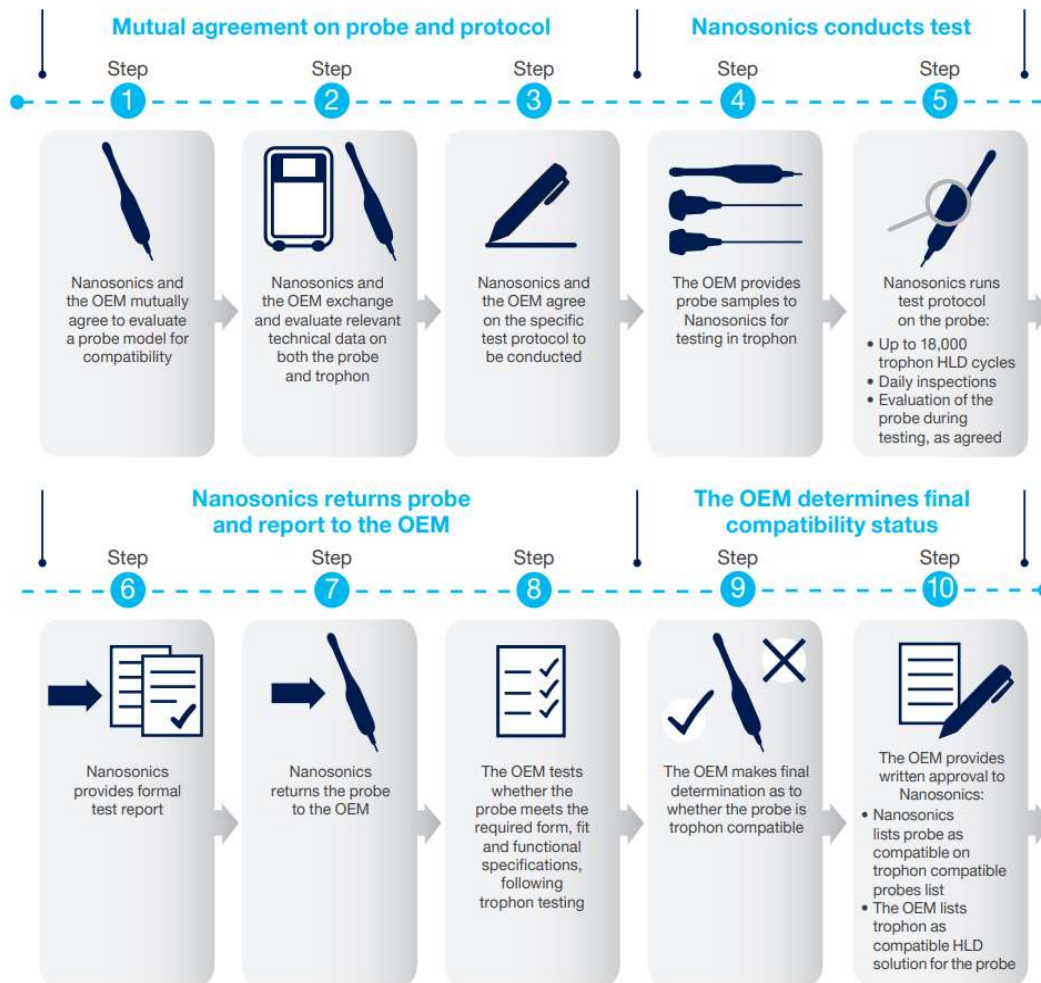 Mutual agreement on probe and protocol
Nanosonics conducts test
Step
1
Step
2
Step
3
Step
4
Step
5
Nanosonics and
the OEM mutually
agree to evaluate
a probe model for
compatibility
Nanosonics and
the OEM exchange
and evaluate relevant
technical data on
both the probe
and trophon
Nanosonics and
the OEM agree
on the specific
test protocol to
be conducted
The OEM provides
probe samples to
Nanosonics for
testing in trophon
Nanosonics runs
test protocol
on the probe:
• Up to 18,000
trophon HLD cycles
• Daily inspections
• Evaluation of the
probe during
testing, as agreed
Nanosonics returns probe
and report to the OEM
The OEM determines final
compatibility status
Step
6
Step
7
Step
8
Step
9
Step
10
Nanosonics
provides formal
test report
Nanosonics
returns the probe
to the OEM
The OEM tests
whether the
probe meets the
required form, fit
and functional
specifications,
following
trophon testing
The OEM makes final
determination as to
whether the probe is
trophon compatible
The OEM provides
written approval to
Nanosonics:
• Nanosonics
lists probe as
compatible on
trophon compatible
probes list
• The OEM lists
trophon as
compatible HLD
solution for the probe